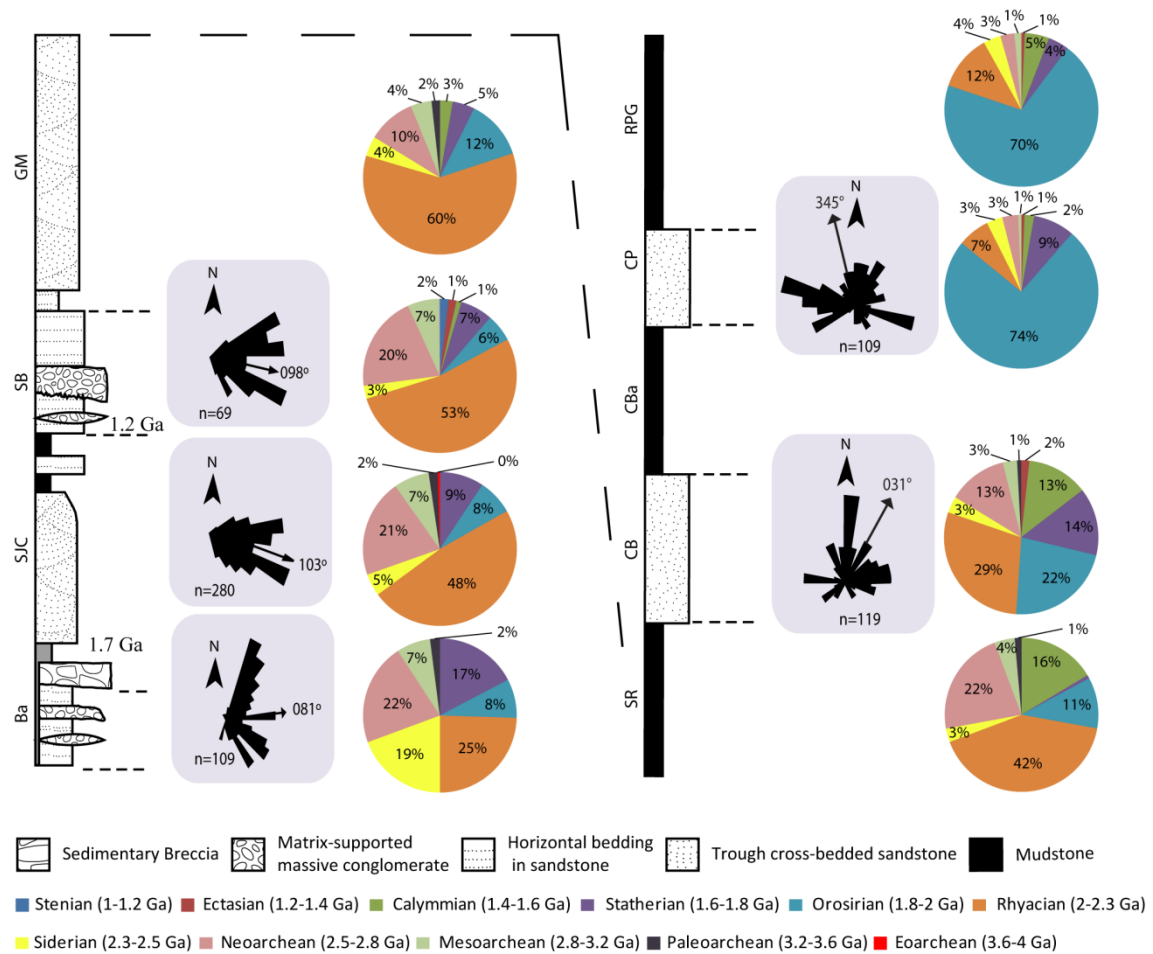 GM
SB
1.2 Ga
SJC
1.7 Ga
Ba
N
098º
n=69
N
103º
n=280
N
081º
n=109
4% 2% 3% 5%
10% 12%
4%
60%
2% 1% 1%
7% 7%
20% 6%
3%
53%
2% 0%
7% 9%
21% 8%
5%
48%
2%
7% 17%
22% 8%
19% 25%
RPG
CP
CBa
CB
SR
N
345°
n=109
N
031°
n=119
4% 3% 1% 1%
5% 4%
12%
70%
3% 3% 1% 1% 2%
7% 9%
74%
3% 1% 2%
13% 13%
3% 14%
29% 22%
1%
4% 16%
22% 11%
3%
42%
Sedimentary Breccia
Matrix-supported
massive conglomerate
Horizontal bedding
in sandstone
Trough cross-bedded sandstone
Mudstone
Stenian (1-1.2 Ga) Ectasian (1.2-1.4 Ga) Calymmian (1.4-1.6 Ga) Statherian (1.6-1.8 Ga) Orosirian (1.8-2 Ga) Rhyacian (2-2.3 Ga)
Siderian (2.3-2.5 Ga) Neoarchean (2.5-2.8 Ga) Mesoarchean (2.8-3.2 Ga) Paleoarchean (3.2-3.6 Ga) Eoarchean (3.6-4 Ga)